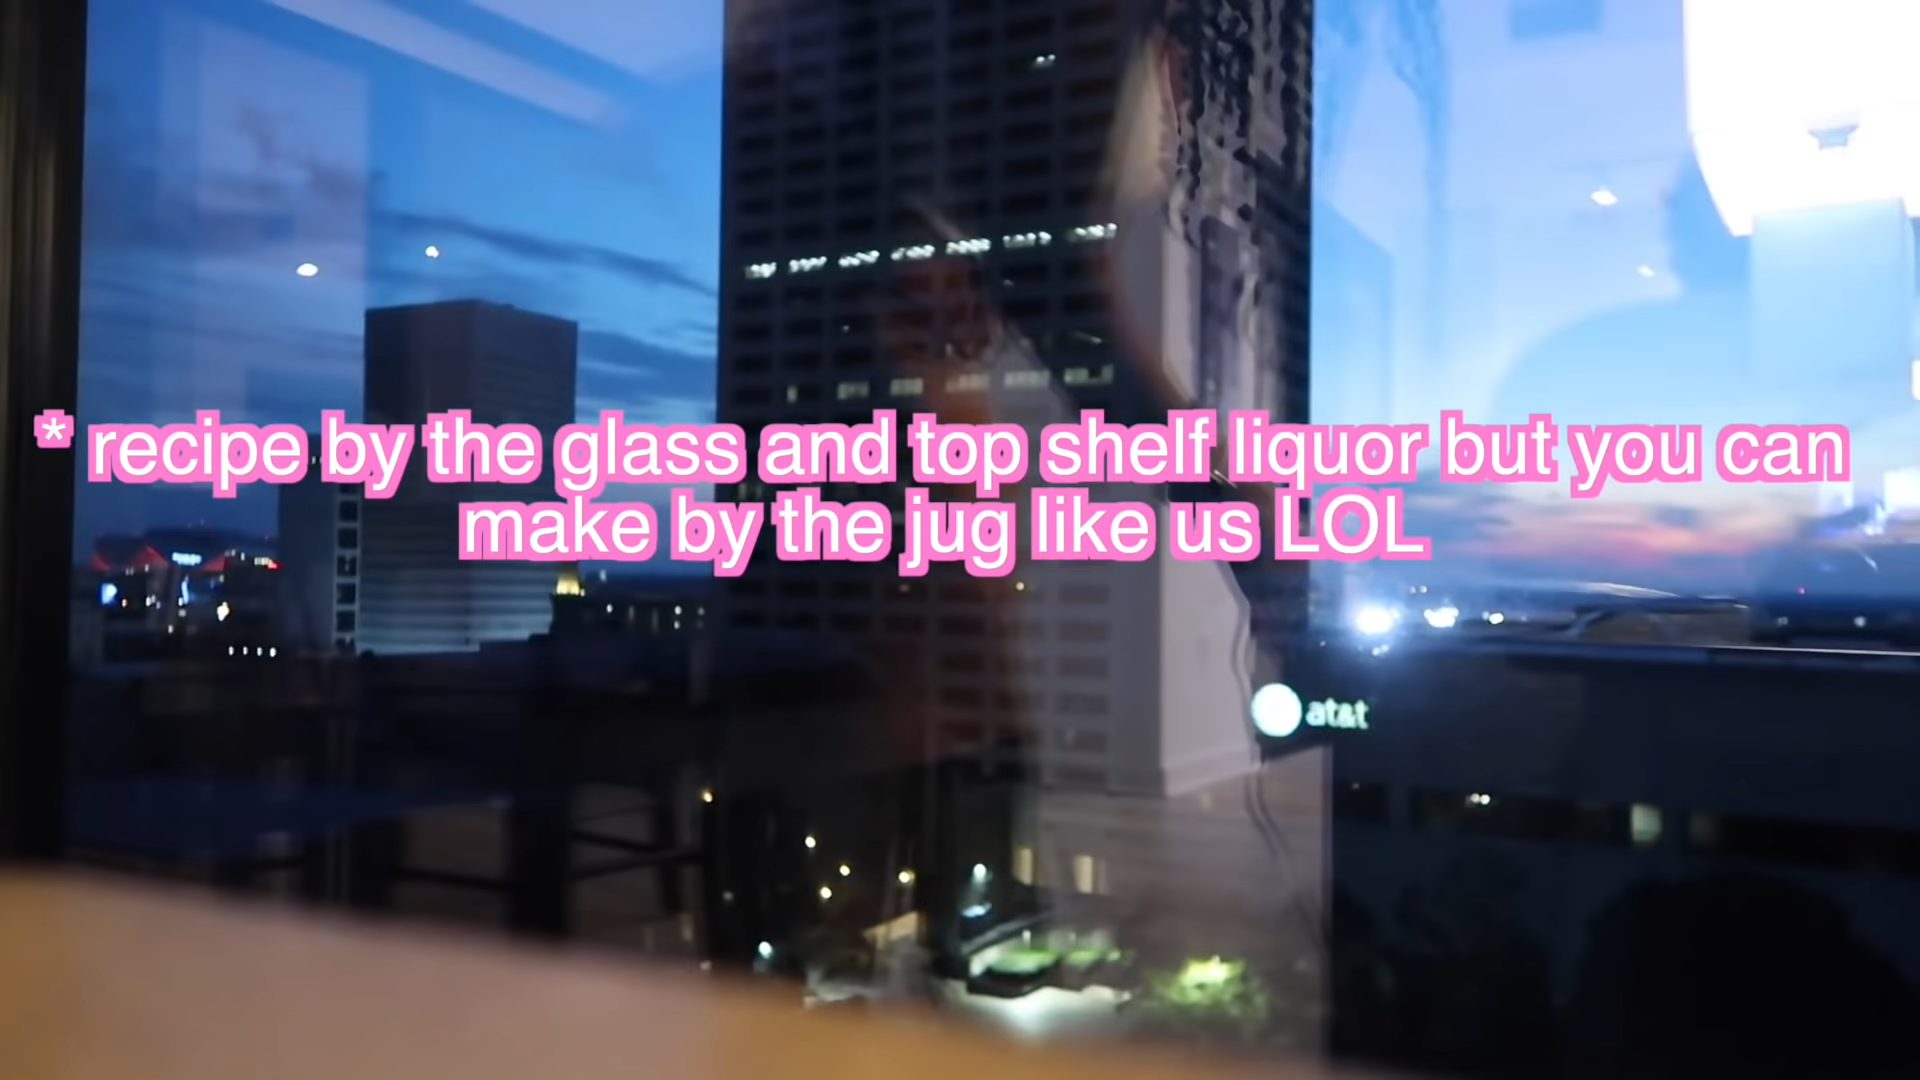 * recipe by the glass and top shelf liquor but you can
make by the jug like us LOL
at&t